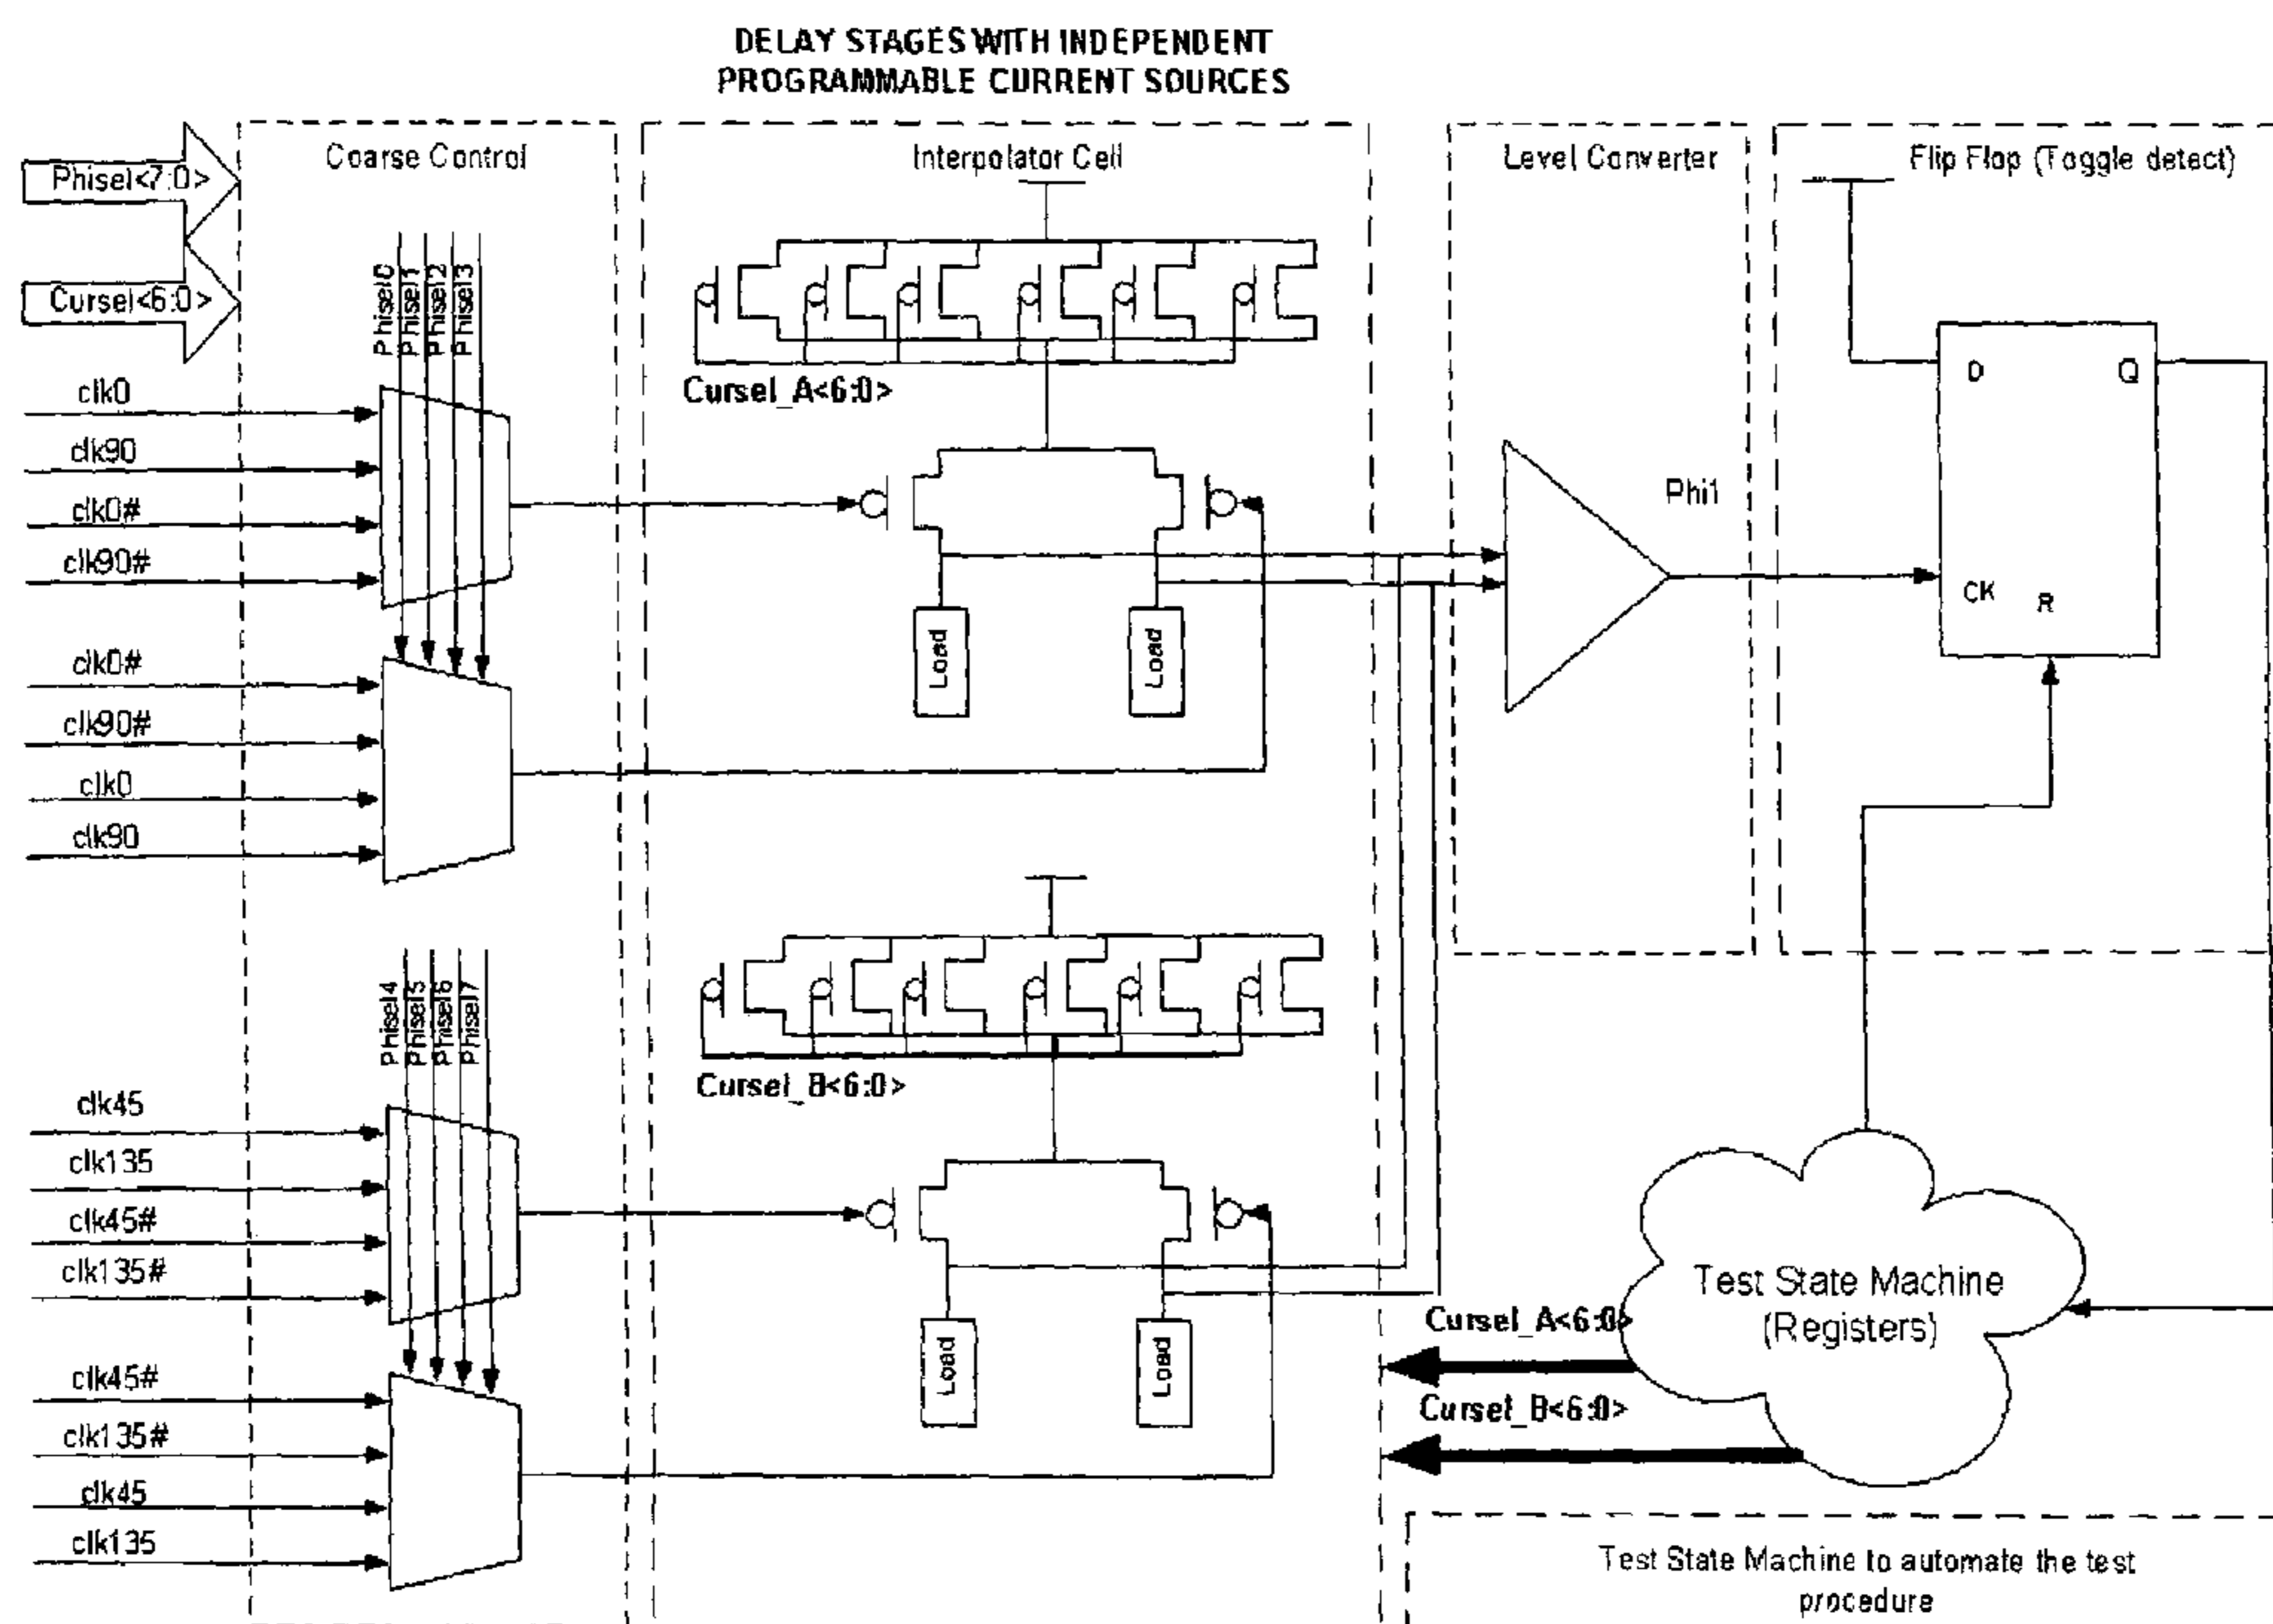 DELAY STAGES WITH INDEPENDENT
PROGRAMMABLE CURRENT SOURCES
Coarse Control
Interpolator Cell
Level Converter
Flip Flop (Toggle detect)
Phisel<7:0>
Cursel<6:0>
Phisel0
Phisel1
Phisel2
Phisel3
clk0
clk90
clk0#
clk90#
Cursel_A<6:0>
D
Q
Phi1
CK
R
Load
Load
clk0#
clk90#
clk0
clk90
Phisel4
Phisel5
Phisel6
Phisel7
Cursel_B<6:0>
clk45
clk135
clk45#
clk135#
Load
Load
Test State Machine
(Registers)
Cursel_A<6:0>
Cursel_B<6:0>
clk45#
clk135#
clk45
clk135
Test State Machine to automate the test
procedure